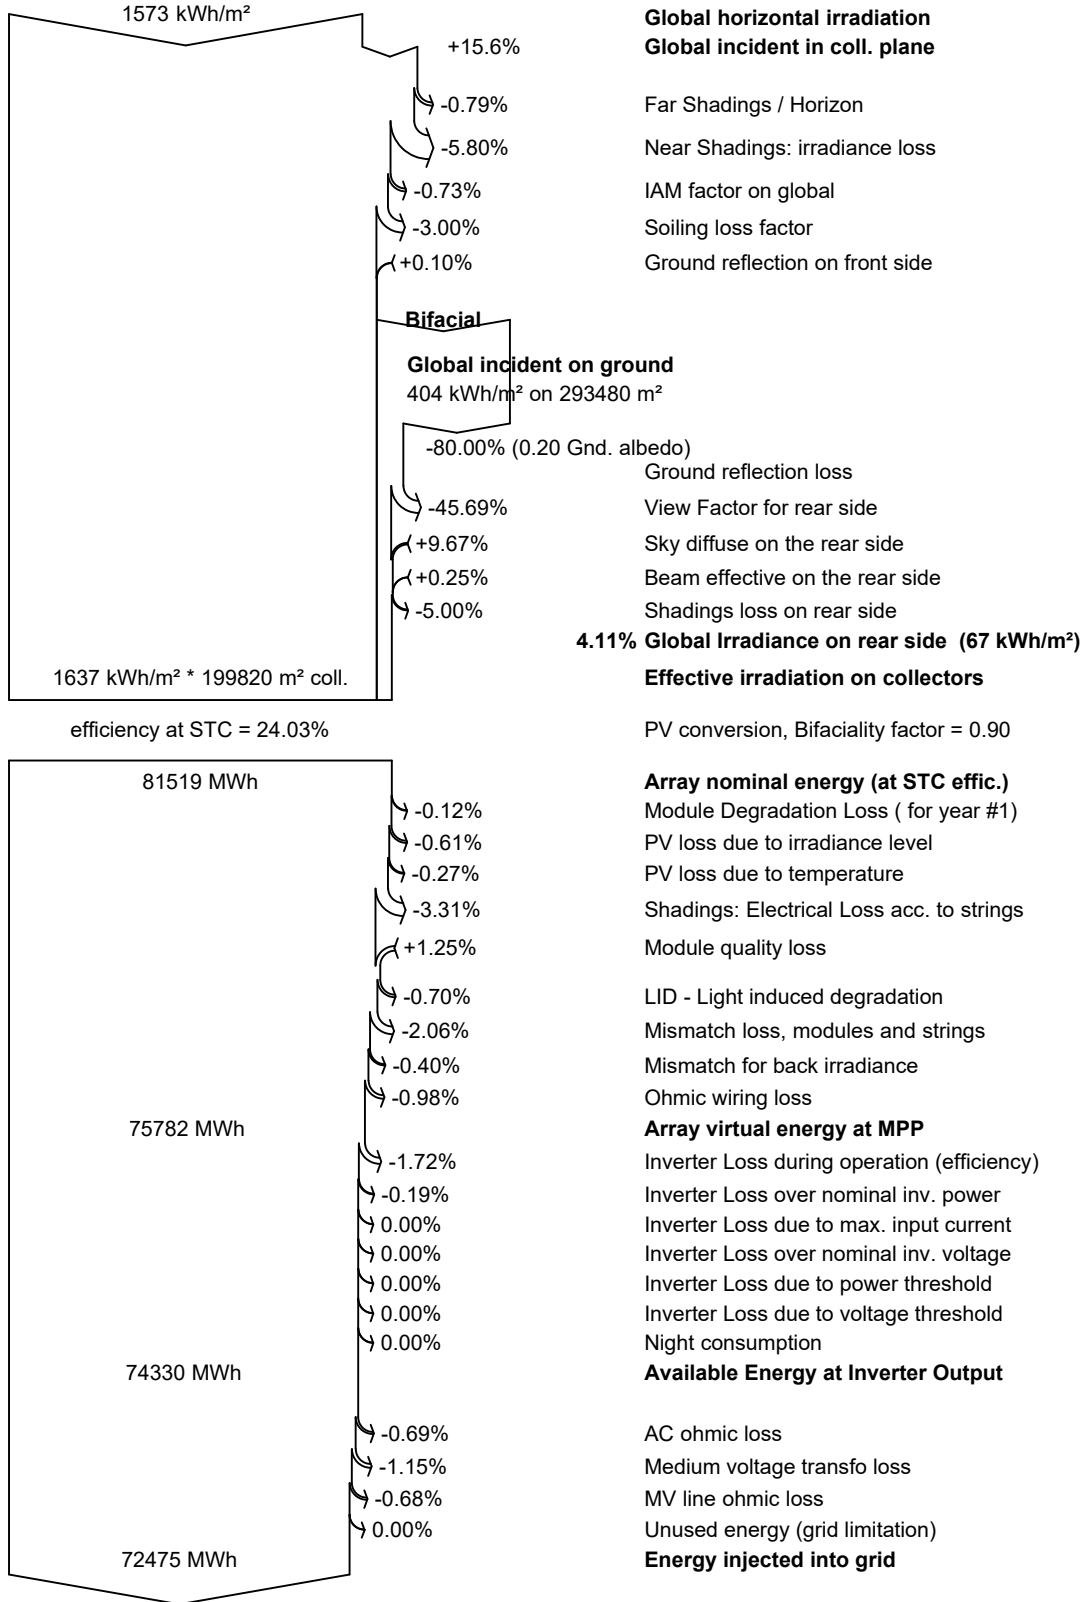 1573 kWh/m² Global horizontal irradiation
+15.6% Global incident in coll. plane
-0.79% Far Shadings / Horizon
-5.80% Near Shadings: irradiance loss
-0.73% IAM factor on global
-3.00% Soiling loss factor
+0.10% Ground reflection on front side
Bifacial
Global incident on ground
404 kWh/m² on 293480 m²
-80.00% (0.20 Gnd. albedo)
Ground reflection loss
-45.69% View Factor for rear side
+9.67% Sky diffuse on the rear side
+0.25% Beam effective on the rear side
-5.00% Shadings loss on rear side
4.11% Global Irradiance on rear side (67 kWh/m²)
1637 kWh/m² * 199820 m² coll. Effective irradiation on collectors
efficiency at STC = 24.03% PV conversion, Bifaciality factor = 0.90
81519 MWh Array nominal energy (at STC effic.)
-0.12% Module Degradation Loss ( for year #1)
-0.61% PV loss due to irradiance level
-0.27% PV loss due to temperature
-3.31% Shadings: Electrical Loss acc. to strings
+1.25% Module quality loss
-0.70% LID - Light induced degradation
-2.06% Mismatch loss, modules and strings
-0.40% Mismatch for back irradiance
-0.98% Ohmic wiring loss
75782 MWh Array virtual energy at MPP
-1.72% Inverter Loss during operation (efficiency)
-0.19% Inverter Loss over nominal inv. power
0.00% Inverter Loss due to max. input current
0.00% Inverter Loss over nominal inv. voltage
0.00% Inverter Loss due to power threshold
0.00% Inverter Loss due to voltage threshold
0.00% Night consumption
74330 MWh Available Energy at Inverter Output
-0.69% AC ohmic loss
-1.15% Medium voltage transfo loss
-0.68% MV line ohmic loss
0.00% Unused energy (grid limitation)
72475 MWh Energy injected into grid